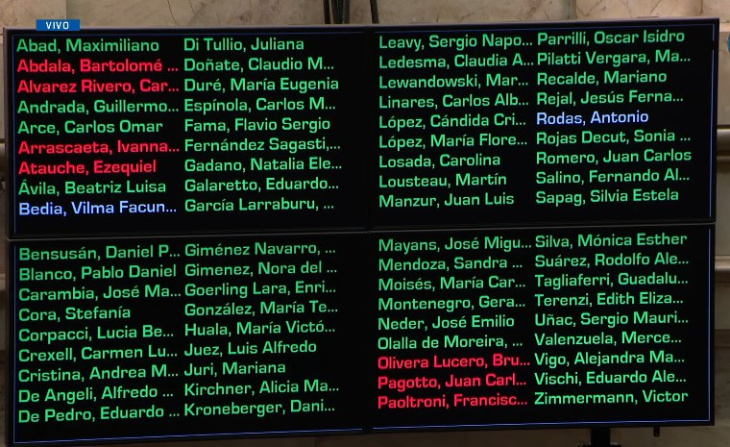 VIVO
Abad, Maximiliano
Abdala, Bartolomé ...
Alvarez Rivero, Car...
Andrada, Guillermo...
Arce, Carlos Omar
Arrascaeta, Ivanna...
Atauche, Ezequiel
Ávila, Beatriz Luisa
Bedia, Vilma Facun...
Di Tullio, Juliana
Doñate, Claudio M...
Duré, María Eugenia
Espínola, Carlos M...
Fama, Flavio Sergio
Fernández Sagasti,...
Gadano, Natalia Ele...
Galaretto, Eduardo...
García Larraburu, ...
Leavy, Sergio Napo...
Ledesma, Claudia A...
Lewandowski, Mar...
Linares, Carlos Alb...
López, Cándida Cri...
López, María Flore...
Losada, Carolina
Lousteau, Martín
Manzur, Juan Luis
Parrilli, Oscar Isidro
Pilatti Vergara, Ma...
Recalde, Mariano
Rejal, Jesús Ferna...
Rodas, Antonio
Rojas Decut, Sonia ...
Romero, Juan Carlos
Salino, Fernando Al...
Sapag, Silvia Estela
Bensusán, Daniel P...
Blanco, Pablo Daniel
Carambia, José Ma...
Cora, Stefanía
Corpacci, Lucia Be...
Crexell, Carmen Lu...
Cristina, Andrea M...
De Angeli, Alfredo ...
De Pedro, Eduardo ...
Giménez Navarro, ...
Gimenez, Nora del ...
Goerling Lara, Enri...
González, María Te...
Huala, María Victó...
Juez, Luis Alfredo
Juri, Mariana
Kirchner, Alicia Ma...
Kroneberger, Dani...
Mayans, José Migu...
Mendoza, Sandra ...
Moisés, María Car...
Montenegro, Gera...
Neder, José Emilio
Olalla de Moreira, ...
Olivera Lucero, Bru...
Pagotto, Juan Carl...
Paoltroni, Francisc...
Silva, Mónica Esther
Suárez, Rodolfo Ale...
Tagliaferri, Guadalu...
Terenzi, Edith Eliza...
Uñac, Sergio Mauri...
Valenzuela, Merce...
Vigo, Alejandra Ma...
Vischi, Eduardo Ale...
Zimmermann, Victor